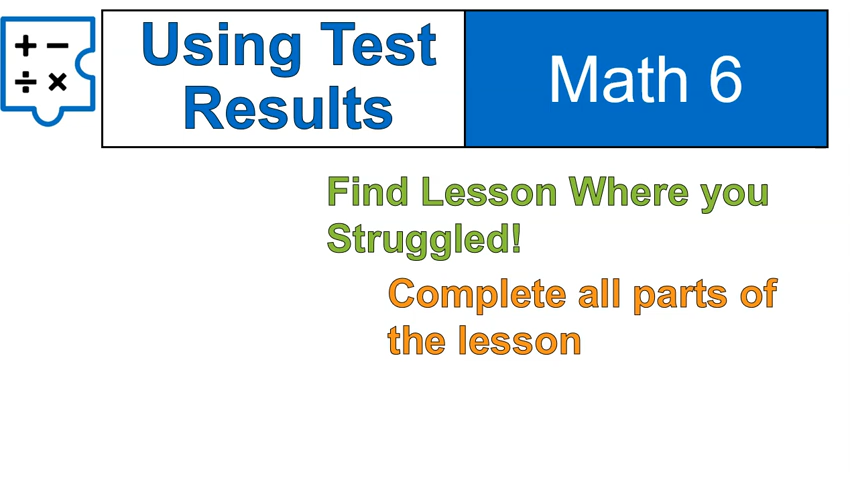 + −
÷ ×
Using Test
Results
Math 6
Find Lesson Where you
Struggled!
Complete all parts of
the lesson